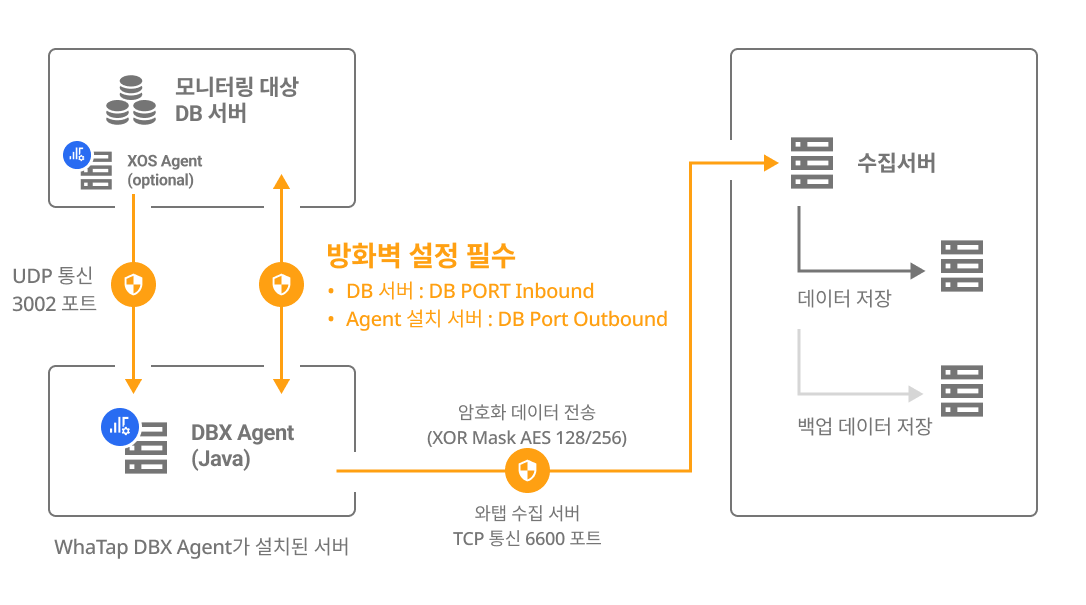 모니터링 대상
DB 서버
XOS Agent
(optional)
UDP 통신
3002 포트
방화벽 설정 필수
• DB 서버 : DB PORT Inbound
• Agent 설치 서버 : DB Port Outbound
DBX Agent
(Java)
WhaTap DBX Agent가 설치된 서버
암호화 데이터 전송
(XOR Mask AES 128/256)
와탭 수집 서버
TCP 통신 6600 포트
수집서버
데이터 저장
백업 데이터 저장